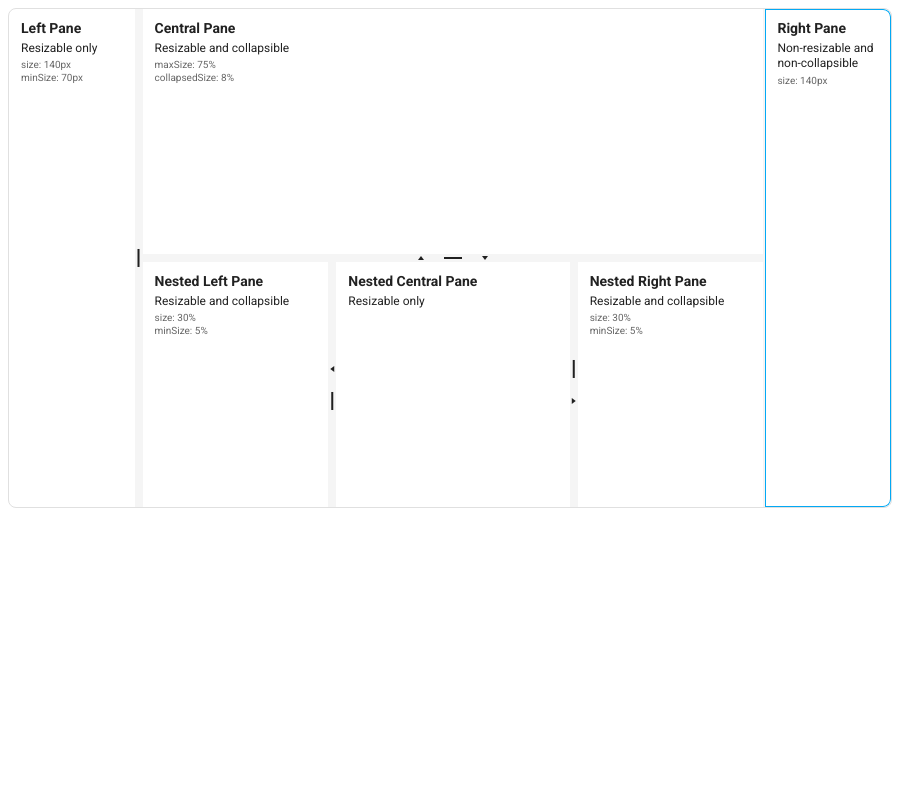 Left Pane
Resizable only
size: 140px
minSize: 70px
Central Pane
Resizable and collapsible
maxSize: 75%
collapsedSize: 8%
Right Pane
Non-resizable and
non-collapsible
size: 140px
Nested Left Pane
Resizable and collapsible
size: 30%
minSize: 5%
Nested Central Pane
Resizable only
Nested Right Pane
Resizable and collapsible
size: 30%
minSize: 5%